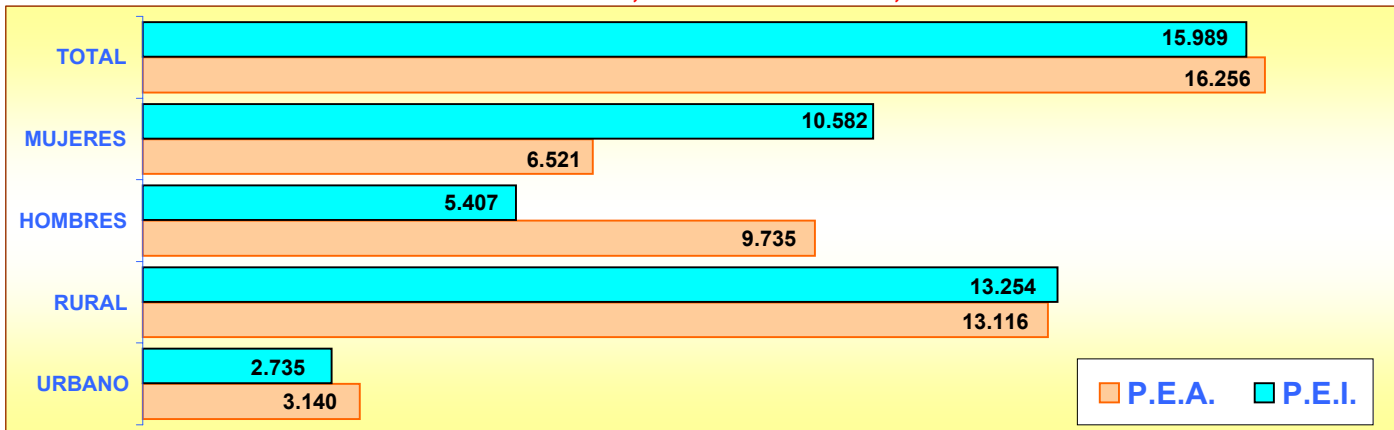 15.989
TOTAL
16.256
10.582
MUJERES
6.521
5.407
HOMBRES
9.735
13.254
RURAL
13.116
2.735
URBANO
3.140
P.E.A. P.E.I.